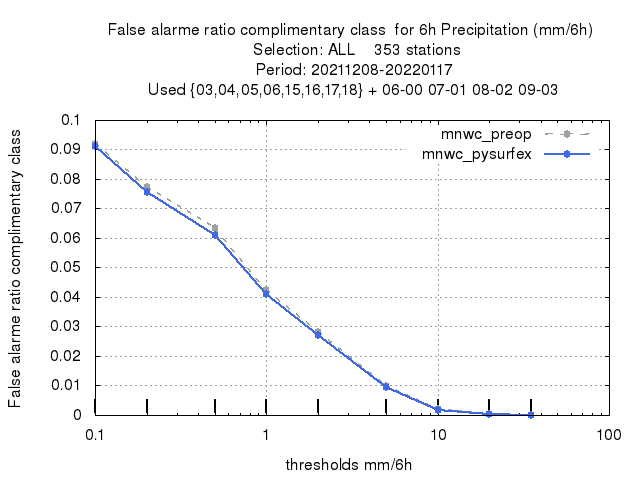 False alarme ratio complimentary class  for 6h Precipitation (mm/6h)
Selection: ALL    353 stations
Period: 20211208-20220117
Used {03,04,05,06,15,16,17,18} + 06-00 07-01 08-02 09-03
mnwc_preop
mnwc_pysurfex
False alarme ratio complimentary class
0.1
0.09
0.08
0.07
0.06
0.05
0.04
0.03
0.02
0.01
0
0.1 1 10 100
thresholds mm/6h